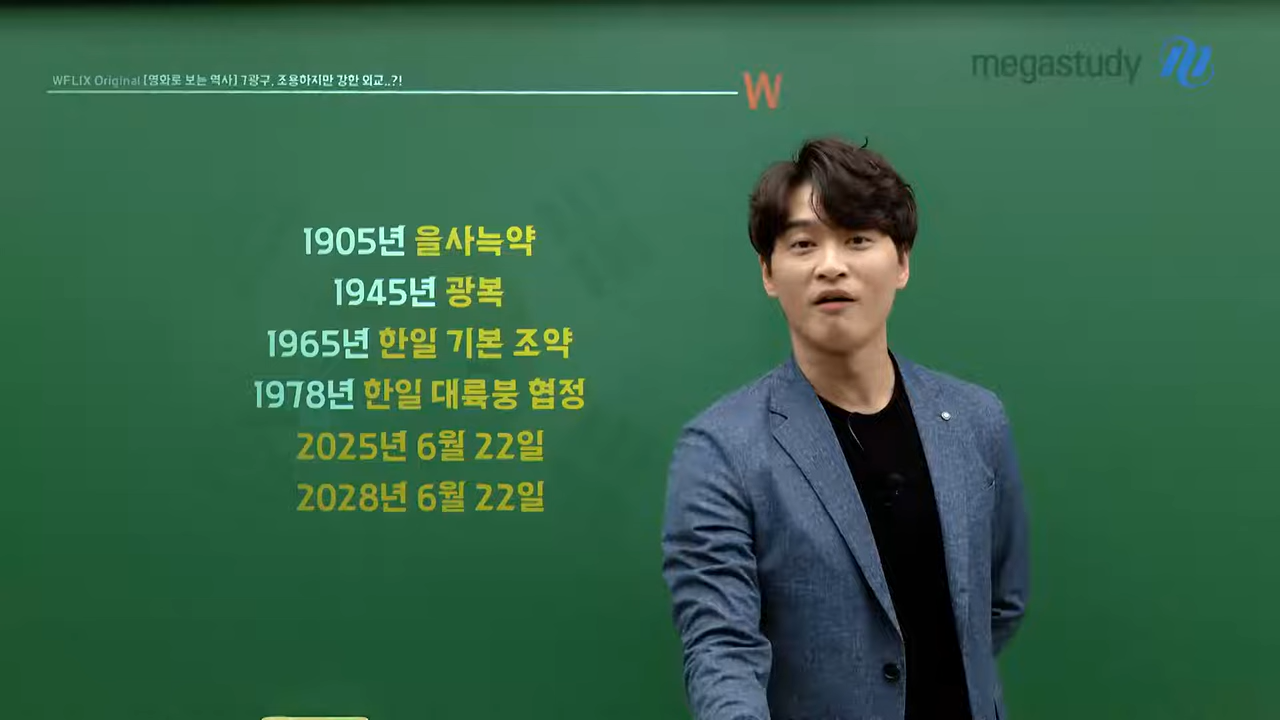 WFLIX Original [영화로 보는 역사] 7광구, 조용하지만 강한 외교..?!
W
megastudy
1905년 을사늑약
1945년 광복
1965년 한일 기본 조약
1978년 한일 대륙붕 협정
2025년 6월 22일
2028년 6월 22일